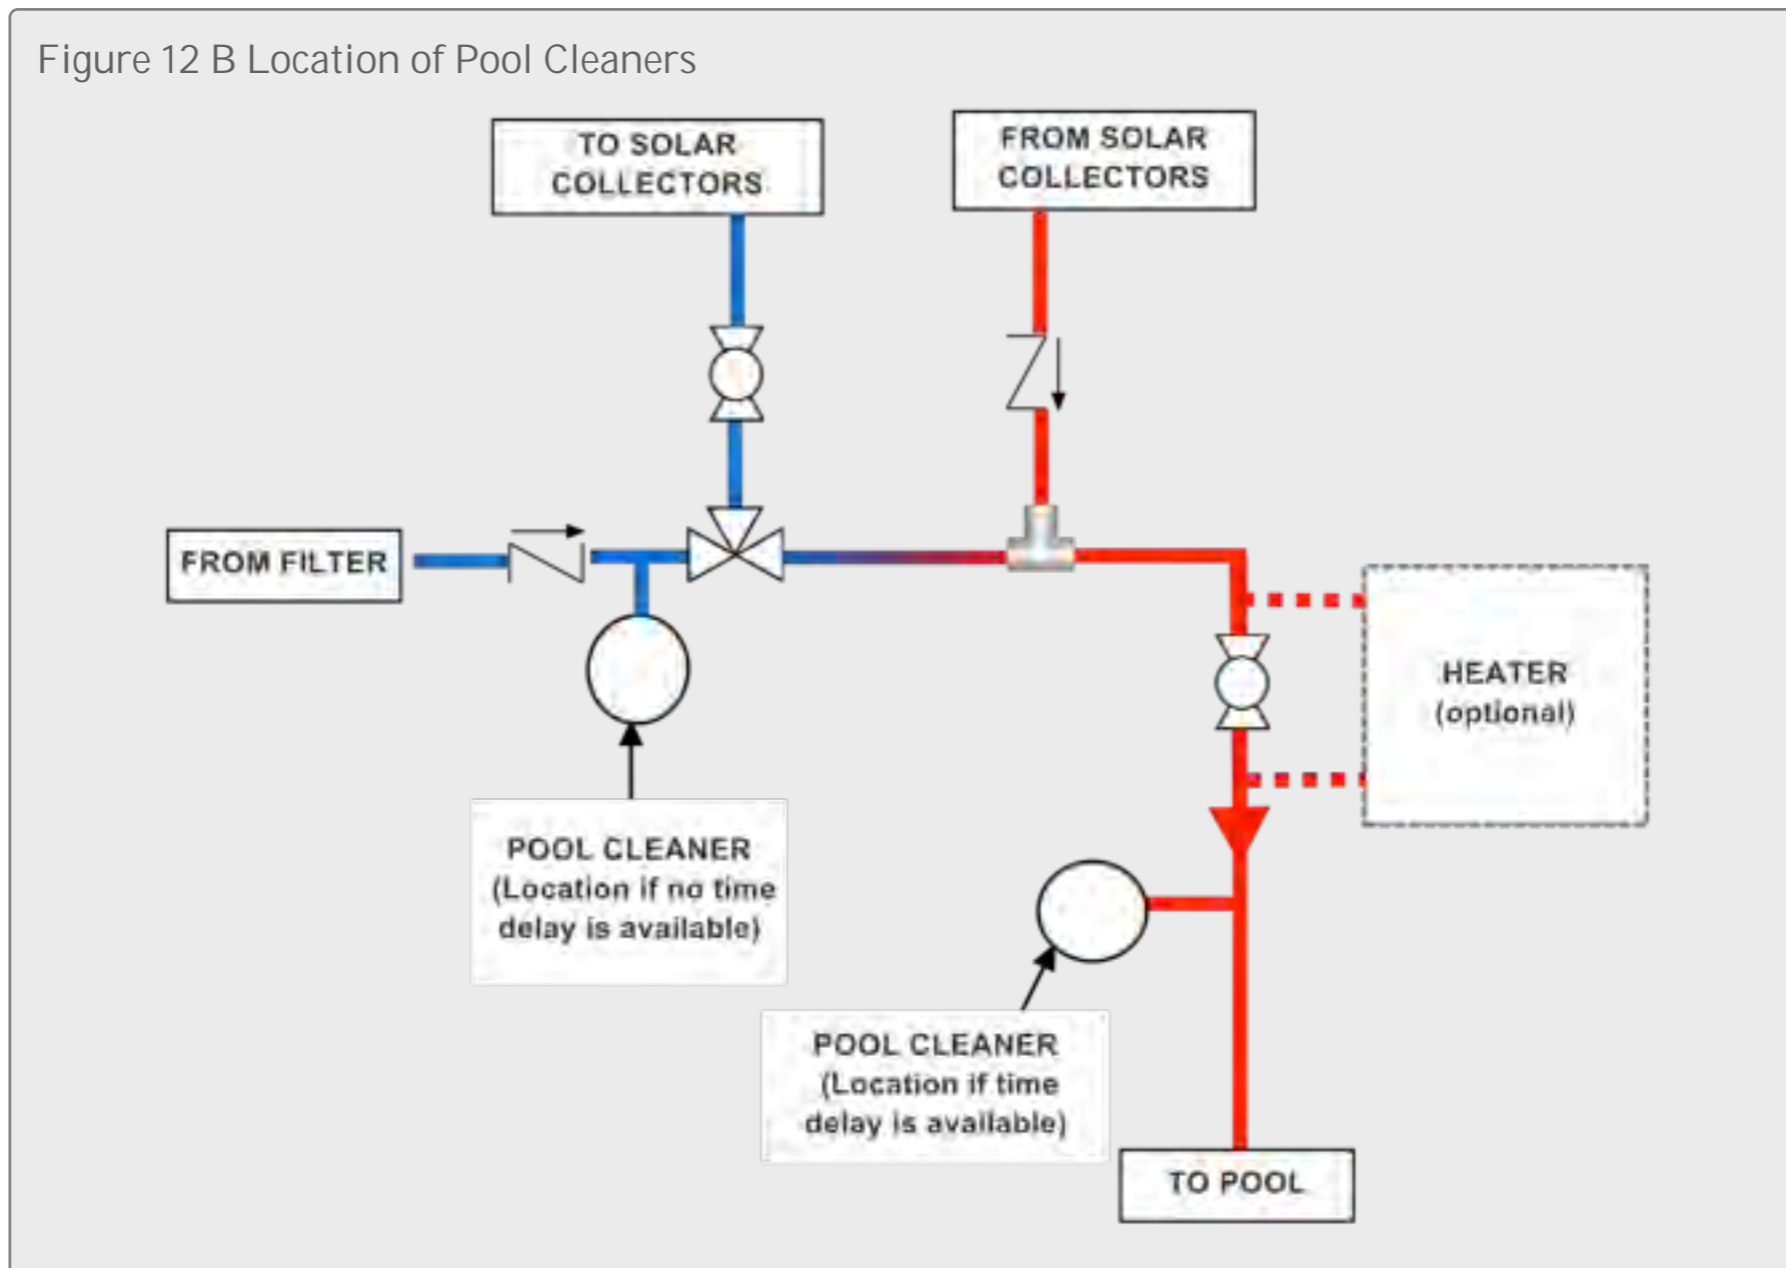 Figure 12 B Location of Pool Cleaners
TO SOLAR
COLLECTORS
FROM SOLAR
COLLECTORS
FROM FILTER
HEATER
(optional)
POOL CLEANER
(Location if no time
delay is available)
POOL CLEANER
(Location if time
delay is available)
TO POOL